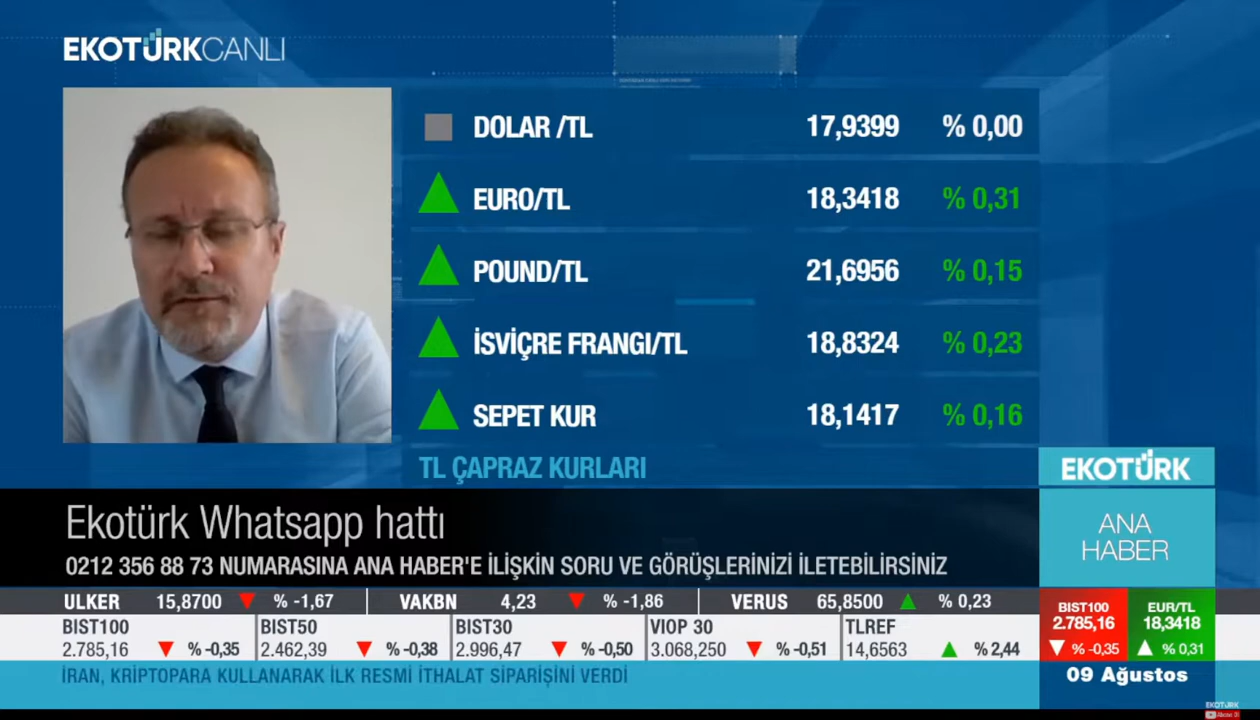 EKOTÜRK CANLI
DOLAR /TL 17,9399 % 0,00
EURO/TL 18,3418 % 0,31
POUND/TL 21,6956 % 0,15
İSVİÇRE FRANGI/TL 18,8324 % 0,23
SEPET KUR 18,1417 % 0,16
TL ÇAPRAZ KURLARI
EKOTÜRK
ANA
HABER
Ekotürk Whatsapp hattı
0212 356 88 73 NUMARASINA ANA HABER'E İLİŞKİN SORU VE GÖRÜŞLERİNİZİ İLETEBİLİRSİNİZ
ULKER 15,8700 % -1,67 VAKBN 4,23 % -1,86 VERUS 65,8500 % 0,23
BIST100 BIST50 BIST30 VIOP 30 TLREF
2.785,16 % -0,35 2.462,39 % -0,38 2.996,47 % -0,50 3.068,250 % -0,51 14,6563 % 2,44
BIST100 EUR/TL
2.785,16 18,3418
% -0,35 % 0,31
İRAN, KRİPTOPARA KULLANARAK İLK RESMİ İTHALAT SİPARİŞİNİ VERDİ
09 Ağustos
EKOTÜRK